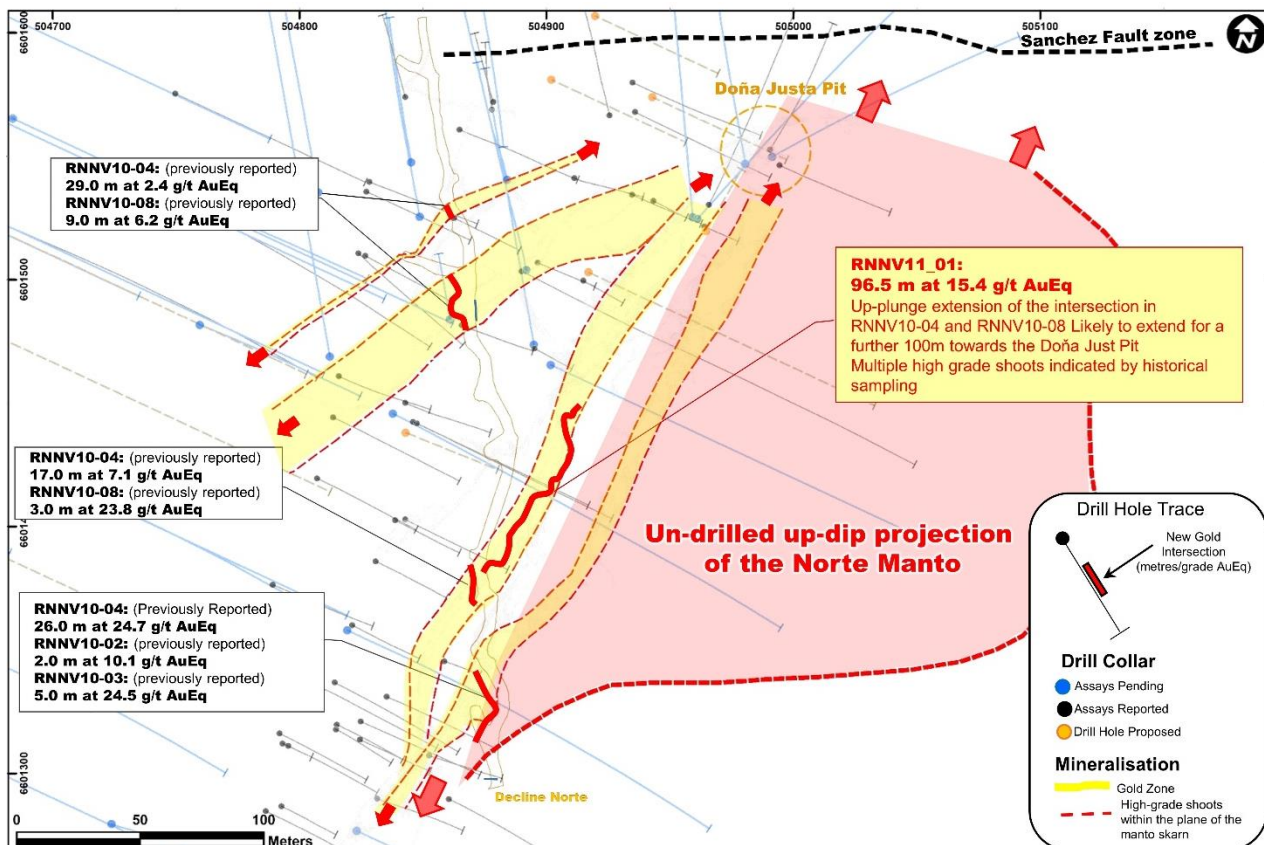 504700
504800
504900
505000
505100
6601600
Sanchez Fault zone
N
Doña Justa Pit
RNNV10-04: (previously reported)
29.0 m at 2.4 g/t AuEq
RNNV10-08: (previously reported)
9.0 m at 6.2 g/t AuEq
6601500
RNNV11_01:
96.5 m at 15.4 g/t AuEq
Up-plunge extension of the intersection in
RNNV10-04 and RNNV10-08 Likely to extend for a
further 100m towards the Doña Just Pit
Multiple high grade shoots indicated by historical
sampling
RNNV10-04: (previously reported)
17.0 m at 7.1 g/t AuEq
RNNV10-08: (previously reported)
3.0 m at 23.8 g/t AuEq
Un-drilled up-dip projection
of the Norte Manto
RNNV10-04: (Previously Reported)
26.0 m at 24.7 g/t AuEq
RNNV10-02: (previously reported)
2.0 m at 10.1 g/t AuEq
RNNV10-03: (previously reported)
5.0 m at 24.5 g/t AuEq
6601300
Decline Norte
0 50 100
Meters
Drill Hole Trace
New Gold
Intersection
(metres/grade AuEq)
Drill Collar
Assays Pending
Assays Reported
Drill Hole Proposed
Mineralisation
Gold Zone
High-grade shoots
within the plane of the
manto skarn